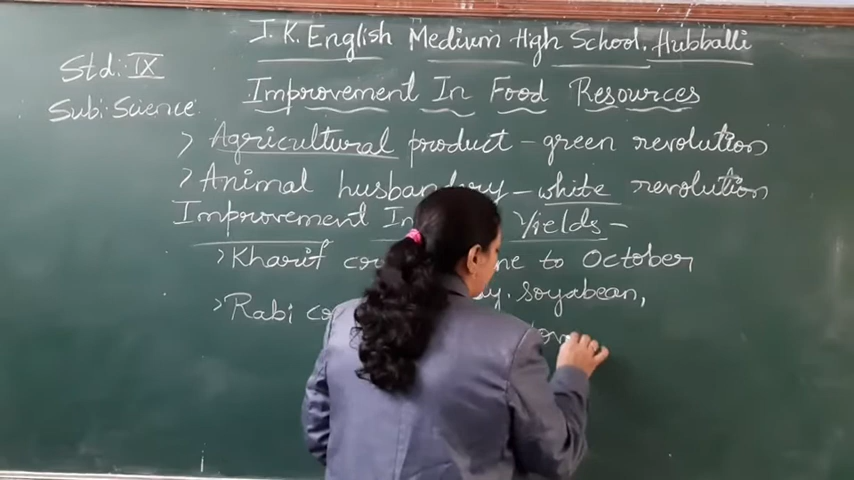 J.K. English Medium High School. Hubballi
Std: IX
Sub: Science
Improvement In Food Resources
> Agricultural product - green revolution
> Animal husbandry - white revolution
Improvement In Yields -
> Kharif to October
soyabean,
> Rabi